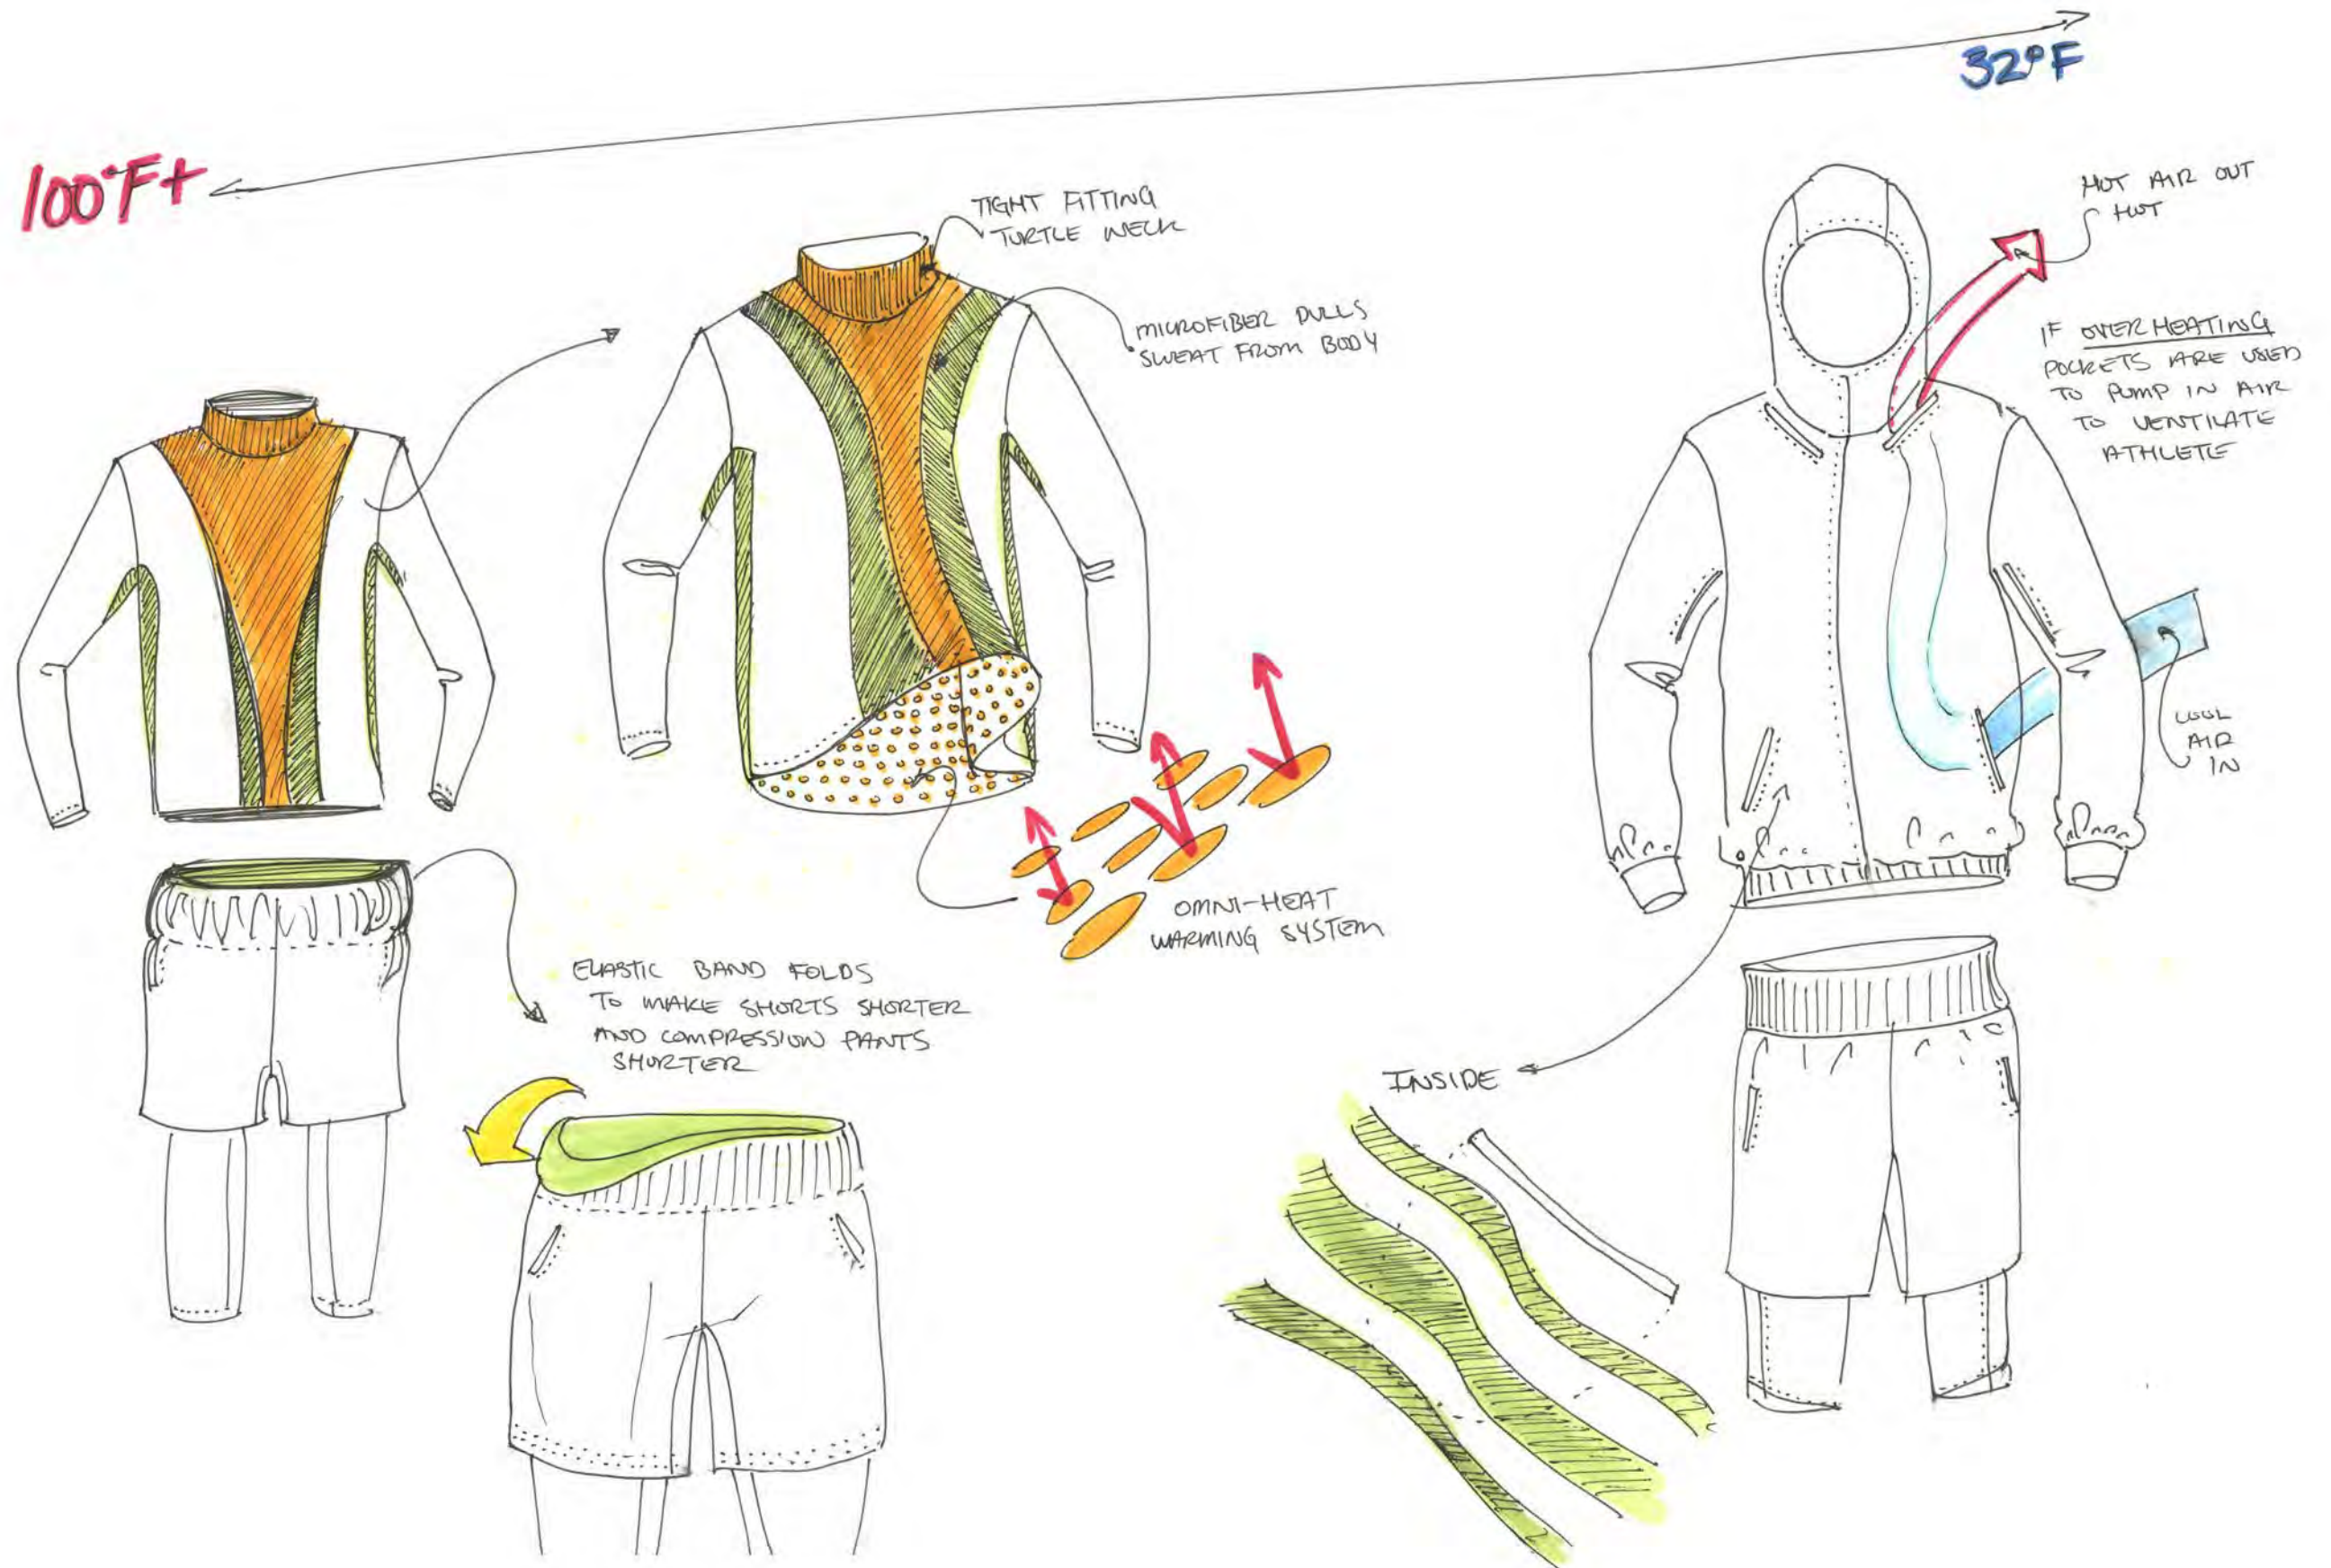 100°F+
32°F
TIGHT FITTING
TURTLE NECK
MICROFIBER PULLS
SWEAT FROM BODY
HOT AIR OUT
HOT
IF OVERHEATING
POCKETS ARE USED
TO PUMP IN AIR
TO VENTILATE
ATHLETE
COOL
AIR
IN
OMNI-HEAT
WARMING SYSTEM
ELASTIC BAND FOLDS
TO MAKE SHORTS SHORTER
AND COMPRESSION PANTS
SHORTER
INSIDE